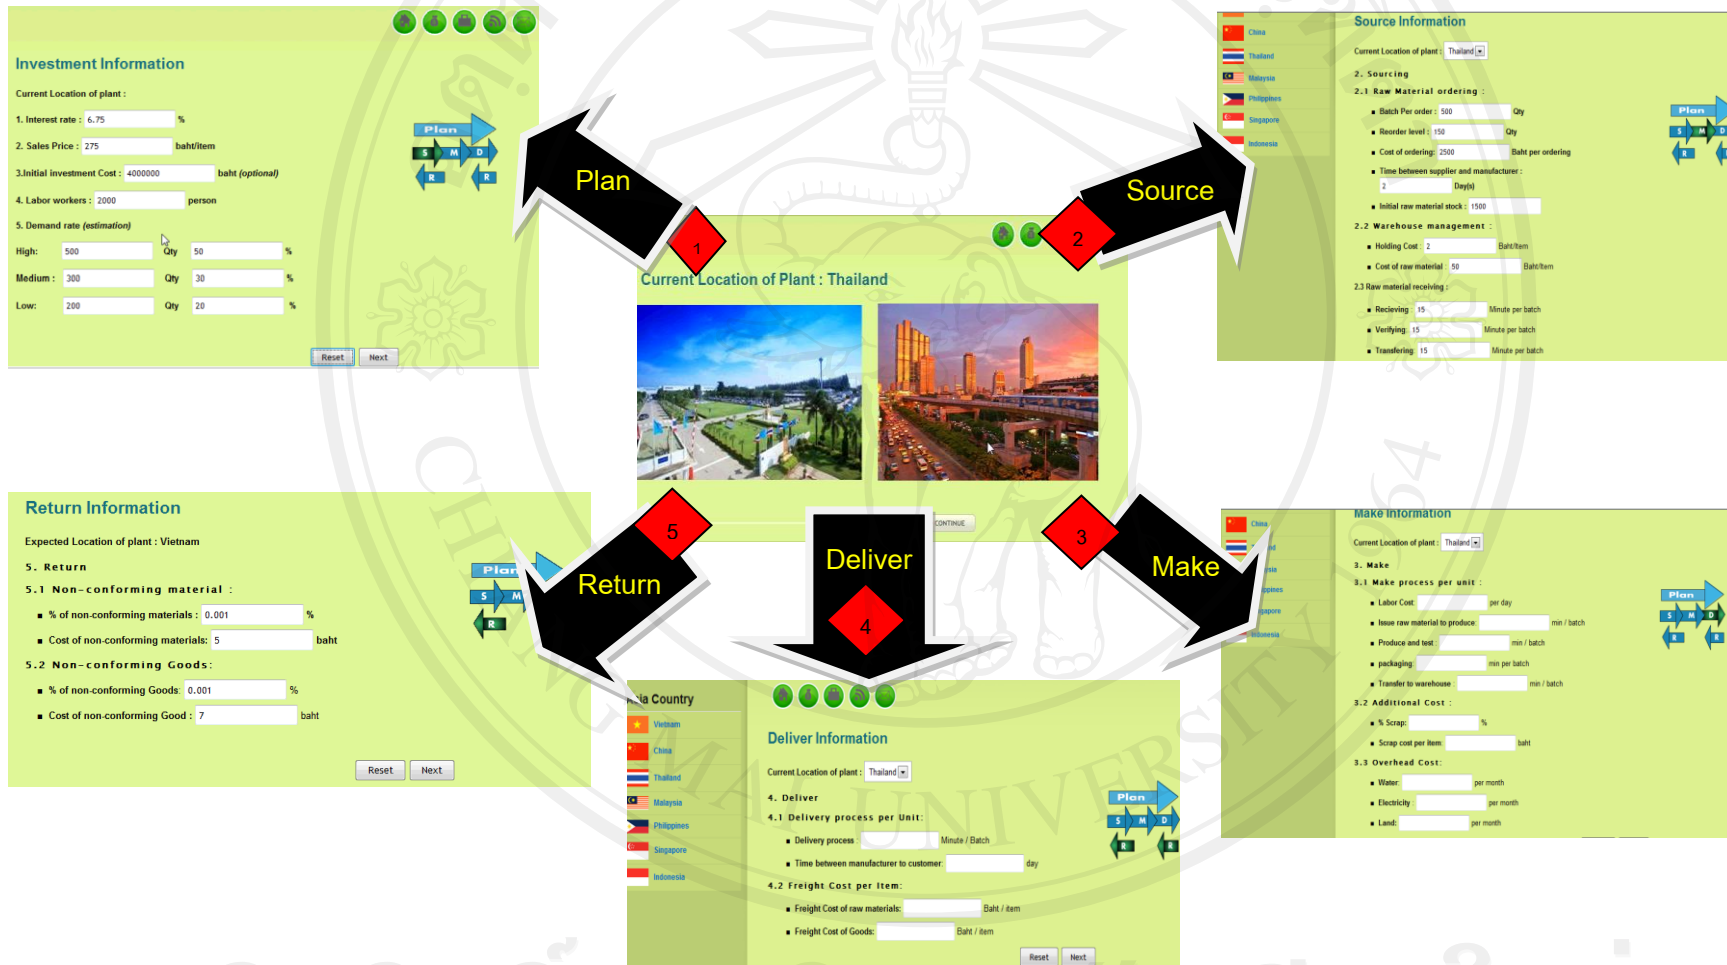 Investment Information
Current Location of plant :
1. Interest rate : 6.75 %
2. Sales Price : 275 baht/item
3.Initial investment Cost : 4000000 baht (optional)
4. Labor workers : 2000 person
5. Demand rate (estimation)
High: 500 Qty 50 %
Medium : 300 Qty 30 %
Low: 200 Qty 20 %
Reset Next
Plan
S M D
R R
Plan
1
Source
2
China
Thailand
Malaysia
Philippines
Singapore
Indonesia
Source Information
Current Location of plant : Thailand
2. Sourcing
2.1 Raw Material ordering :
Batch Per order : 500 Qty
Reorder level : 150 Qty
Cost of ordering: 2500 Baht per ordering
Time between supplier and manufacturer :
2 Day(s)
Initial raw material stock : 1500
2.2 Warehouse management :
Holding Cost : 2 Baht/Item
Cost of raw material : 50 Baht/Item
2.3 Raw material receiving :
Recieving : 15 Minute per batch
Verifying: 15 Minute per batch
Transfering: 15 Minute per batch
Plan
S M D
R
Current Location of Plant : Thailand
CONTINUE
Return Information
Expected Location of plant : Vietnam
5. Return
5.1 Non-conforming material :
% of non-conforming materials : 0.001 %
Cost of non-conforming materials: 5 baht
5.2 Non-conforming Goods:
% of non-conforming Goods: 0.001 %
Cost of non-conforming Good : 7 baht
Reset Next
Plan
S M
R
5
Return
Deliver
4
3
Make
China
Indonesia
Make Information
Current Location of plant : Thailand
3. Make
3.1 Make process per unit :
Labor Cost: per day
Issue raw material to produce: min / batch
Produce and test : min / batch
packaging: min per batch
Transfer to warehouse : min / batch
3.2 Additional Cost :
% Scrap: %
Scrap cost per item: baht
3.3 Overhead Cost:
Water: per month
Electricity : per month
Land: per month
Plan
S M D
R R
Country
Vietnam
China
Thailand
Malaysia
Philippines
Singapore
Indonesia
Deliver Information
Current Location of plant : Thailand
4. Deliver
4.1 Delivery process per Unit:
Delivery process : Minute / Batch
Time between manufacturer to customer: day
4.2 Freight Cost per Item:
Freight Cost of raw materials: Baht / item
Freight Cost of Goods: Baht / item
Reset Next
Plan
S M D
R R
CHIANG MAI UNIVERSITY 1964